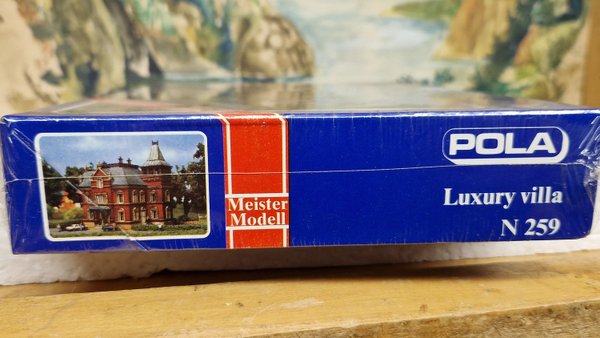 Meister
Modell
POLA
Luxury villa
N 259